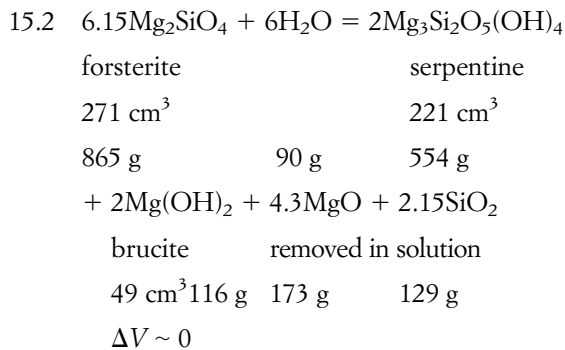 15.2 6.15Mg₂SiO₄ + 6H₂O = 2Mg₃Si₂O₅(OH)₄
forsterite serpentine
271 cm³ 221 cm³
865 g 90 g 554 g
+ 2Mg(OH)₂ + 4.3MgO + 2.15SiO₂
brucite removed in solution
49 cm³116 g 173 g 129 g
ΔV ~ 0